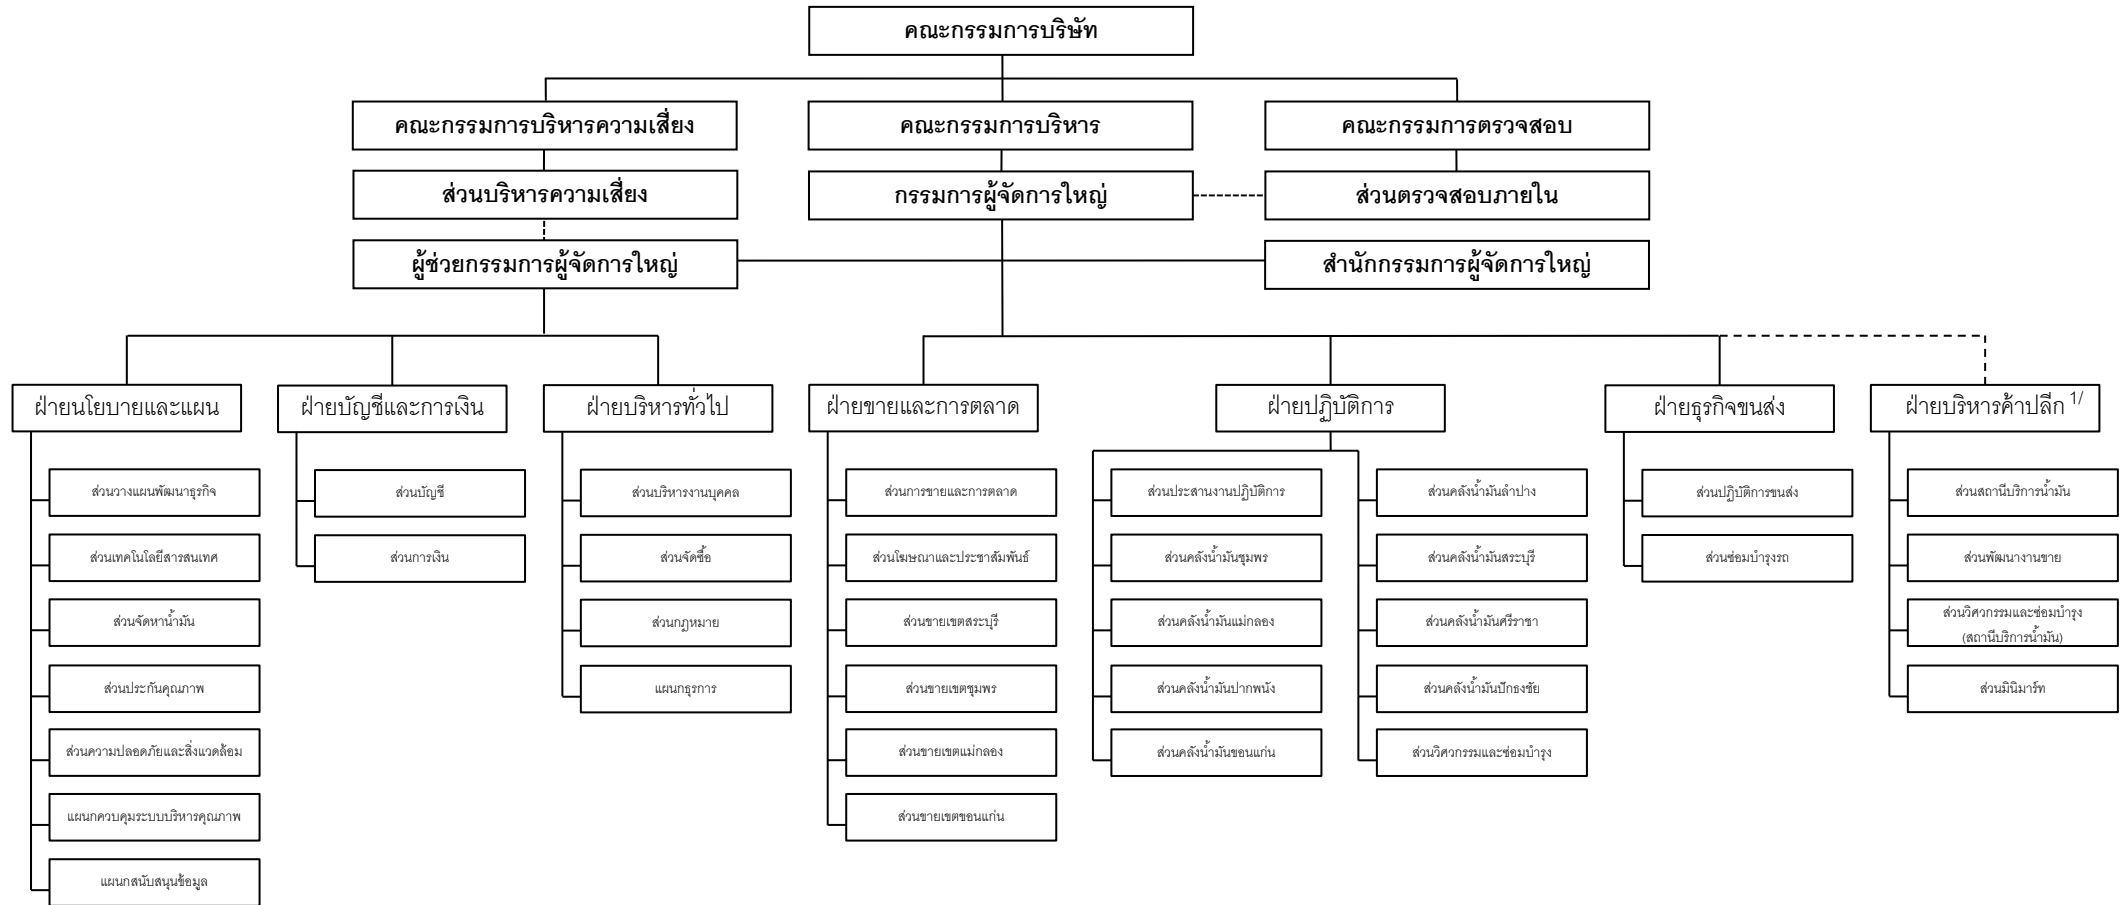 คณะกรรมการบริษัท
คณะกรรมการบริหารความเสี่ยง
คณะกรรมการบริหาร
คณะกรรมการตรวจสอบ
ส่วนบริหารความเสี่ยง
กรรมการผู้จัดการใหญ่
ส่วนตรวจสอบภายใน
ผู้ช่วยกรรมการผู้จัดการใหญ่
สำนักกรรมการผู้จัดการใหญ่
ฝ่ายนโยบายและแผน
ส่วนวางแผนพัฒนาธุรกิจ
ส่วนเทคโนโลยีสารสนเทศ
ส่วนจัดหาน้ำมัน
ส่วนประกันคุณภาพ
ส่วนความปลอดภัยและสิ่งแวดล้อม
แผนกควบคุมระบบบริหารคุณภาพ
แผนกสนับสนุนข้อมูล
ฝ่ายบัญชีและการเงิน
ส่วนบัญชี
ส่วนการเงิน
ฝ่ายบริหารทั่วไป
ส่วนบริหารงานบุคคล
ส่วนจัดซื้อ
ส่วนกฎหมาย
แผนกธุรการ
ฝ่ายขายและการตลาด
ส่วนการขายและการตลาด
ส่วนโฆษณาและประชาสัมพันธ์
ส่วนขายเขตสระบุรี
ส่วนขายเขตชุมพร
ส่วนขายเขตแม่กลอง
ส่วนขายเขตขอนแก่น
ฝ่ายปฏิบัติการ
ส่วนประสานงานปฏิบัติการ
ส่วนคลังน้ำมันชุมพร
ส่วนคลังน้ำมันแม่กลอง
ส่วนคลังน้ำมันปากพนัง
ส่วนคลังน้ำมันขอนแก่น
ส่วนคลังน้ำมันลำปาง
ส่วนคลังน้ำมันสระบุรี
ส่วนคลังน้ำมันศรีราชา
ส่วนคลังน้ำมันปักธงชัย
ส่วนวิศวกรรมและซ่อมบำรุง
ฝ่ายธุรกิจขนส่ง
ส่วนปฏิบัติการขนส่ง
ส่วนซ่อมบำรุงรถ
ฝ่ายบริหารค้าปลีก 1/
ส่วนสถานีบริการน้ำมัน
ส่วนพัฒนางานขาย
ส่วนวิศวกรรมและซ่อมบำรุง
(สถานีบริการน้ำมัน)
ส่วนมินิมาร์ท